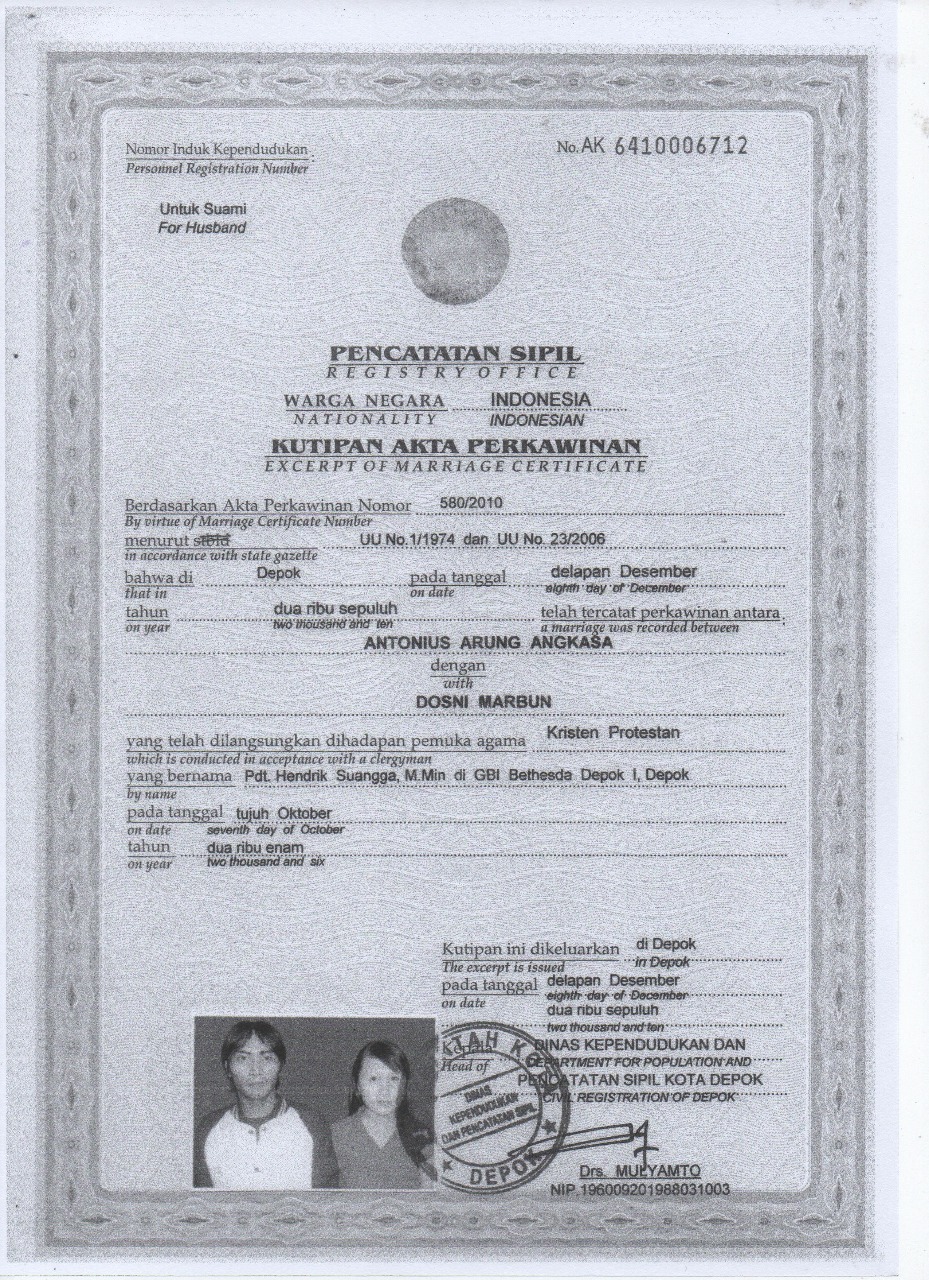 Nomor Induk Kependudukan :
Personnel Registration Number
No. AK 6410006712
Untuk Suami
For Husband
PENCATATAN SIPIL
REGISTRY OFFICE
WARGA NEGARA INDONESIA
NATIONALITY INDONESIAN
KUTIPAN AKTA PERKAWINAN
EXCERPT OF MARRIAGE CERTIFICATE
Berdasarkan Akta Perkawinan Nomor 580/2010
By virtue of Marriage Certificate Number
menurut stbld UU No.1/1974 dan UU No. 23/2006
in accordance with state gazette
bahwa di Depok pada tanggal delapan Desember
that in on date eighth day of December
tahun dua ribu sepuluh telah tercatat perkawinan antara :
on year two thousand and ten a marriage was recorded between
ANTONIUS ARUNG ANGKASA
dengan
with
DOSNI MARBUN
yang telah dilangsungkan dihadapan pemuka agama Kristen Protestan
which is conducted in acceptance with a clergyman
yang bernama Pdt. Hendrik Suangga, M.Min di GBI Bethesda Depok I, Depok
by name
pada tanggal tujuh Oktober
on date seventh day of October
tahun dua ribu enam
on year two thousand and six
Kutipan ini dikeluarkan di Depok
The excerpt is issued in Depok
pada tanggal delapan Desember
on date eighth day of December
dua ribu sepuluh
two thousand and ten
DINAS KEPENDUDUKAN DAN
Head of DEPARTMENT FOR POPULATION AND
PENCATATAN SIPIL KOTA DEPOK
CIVIL REGISTRATION OF DEPOK
DINAS
KEPENDUDUKAN
DAN PENCATATAN SIPIL
DEPOK
Drs. MULYAMTO
NIP.196009201988031003